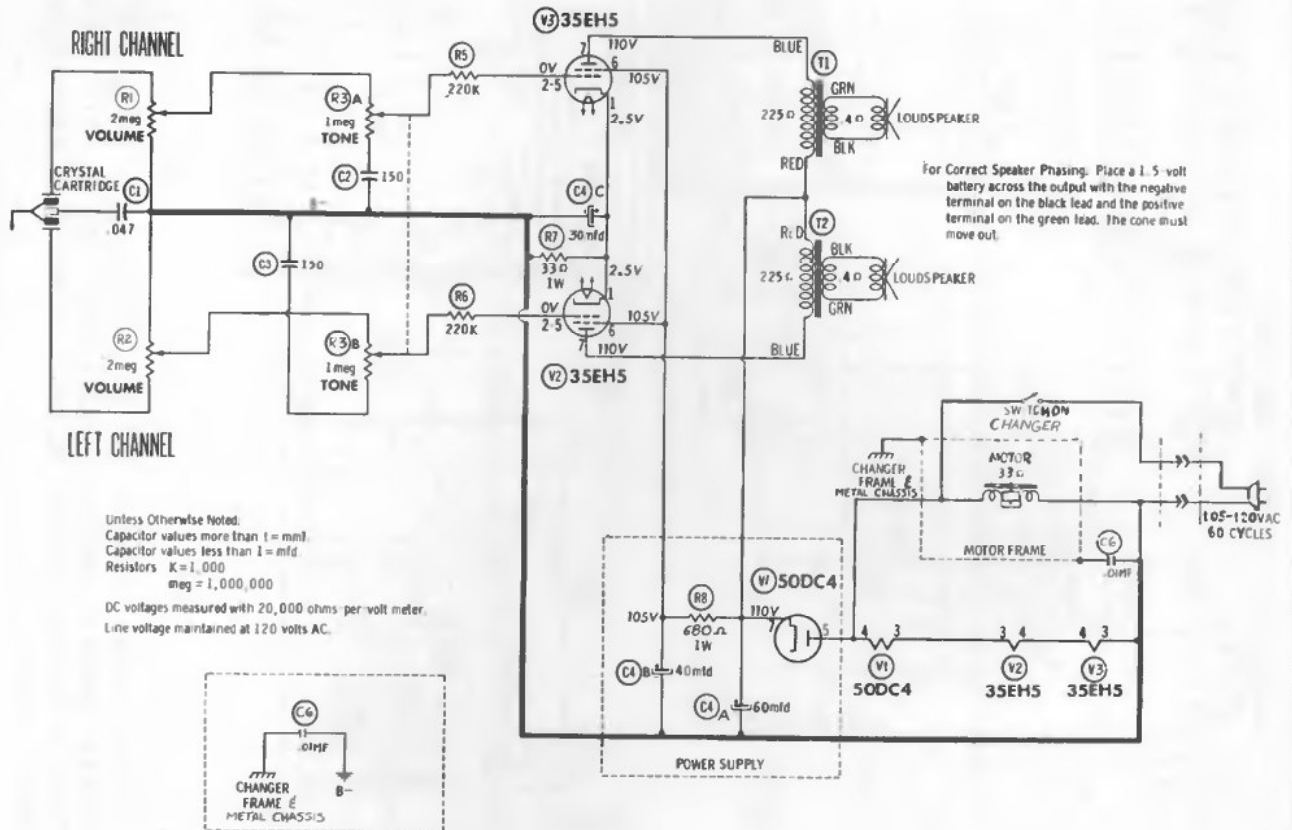 RIGHT CHANNEL
R1
2meg
VOLUME
CRYSTAL
CARTRIDGE
C1
.047
R3 A
1meg
TONE
C2
150
R5
220K
V3 35EH5
7
110V
0V
2-5
6
105V
1
2.5V
C4 C
30mfd
R7
33Ω
1W
2.5V
C3
150
R6
220K
0V
2-5
1
6
105V
7
110V
V2 35EH5
R2
2meg
VOLUME
R3 B
1meg
TONE
LEFT CHANNEL
BLUE
T1
GRN
225Ω
.4Ω
LOUDSPEAKER
BLK
RED
RED
T2
BLK
225Ω
.4Ω
LOUDSPEAKER
GRN
BLUE
For Correct Speaker Phasing. Place a 1.5-volt
battery across the output with the negative
terminal on the black lead and the positive
terminal on the green lead. The cone must
move out.
SWITCH ON
CHANGER
CHANGER
FRAME &
METAL CHASSIS
MOTOR
33Ω
MOTOR FRAME
C6
.01MF
105-120VAC
60 CYCLES
Unless Otherwise Noted:
Capacitor values more than 1 = mmf.
Capacitor values less than 1 = mfd
Resistors K=1,000
meg = 1,000,000
DC voltages measured with 20,000 ohms-per-volt meter.
Line voltage maintained at 120 volts AC.
105V
R8
680Ω
1W
110V
7
V1 50DC4
5
C4 B
40mfd
C4 A
60mfd
POWER SUPPLY
4 3
V1
50DC4
3 4
V2
35EH5
4 3
V3
35EH5
C6
.01MF
CHANGER
FRAME &
METAL CHASSIS
B-